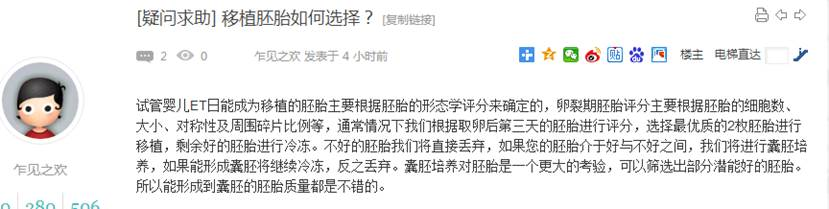 [疑问求助] 移植胚胎如何选择？ [复制链接]
2 0 乍见之欢 发表于 4 小时前 楼主 电梯直达
试管婴儿ET日能成为移植的胚胎主要根据胚胎的形态学评分来确定的，卵裂期胚胎评分主要根据胚胎的细胞数、
大小、对称性及周围碎片比例等，通常情况下我们根据取卵后第三天的胚胎进行评分，选择最优质的2枚胚胎进行
移植，剩余好的胚胎进行冷冻。不好的胚胎我们将直接丢弃，如果您的胚胎介于好与不好之间，我们将进行囊胚培
养，如果能形成囊胚将继续冷冻，反之丢弃。囊胚培养对胚胎是一个更大的考验，可以筛选出部分潜能好的胚胎。
所以能形成到囊胚的胚胎质量都是不错的。
乍见之欢
0 280 506